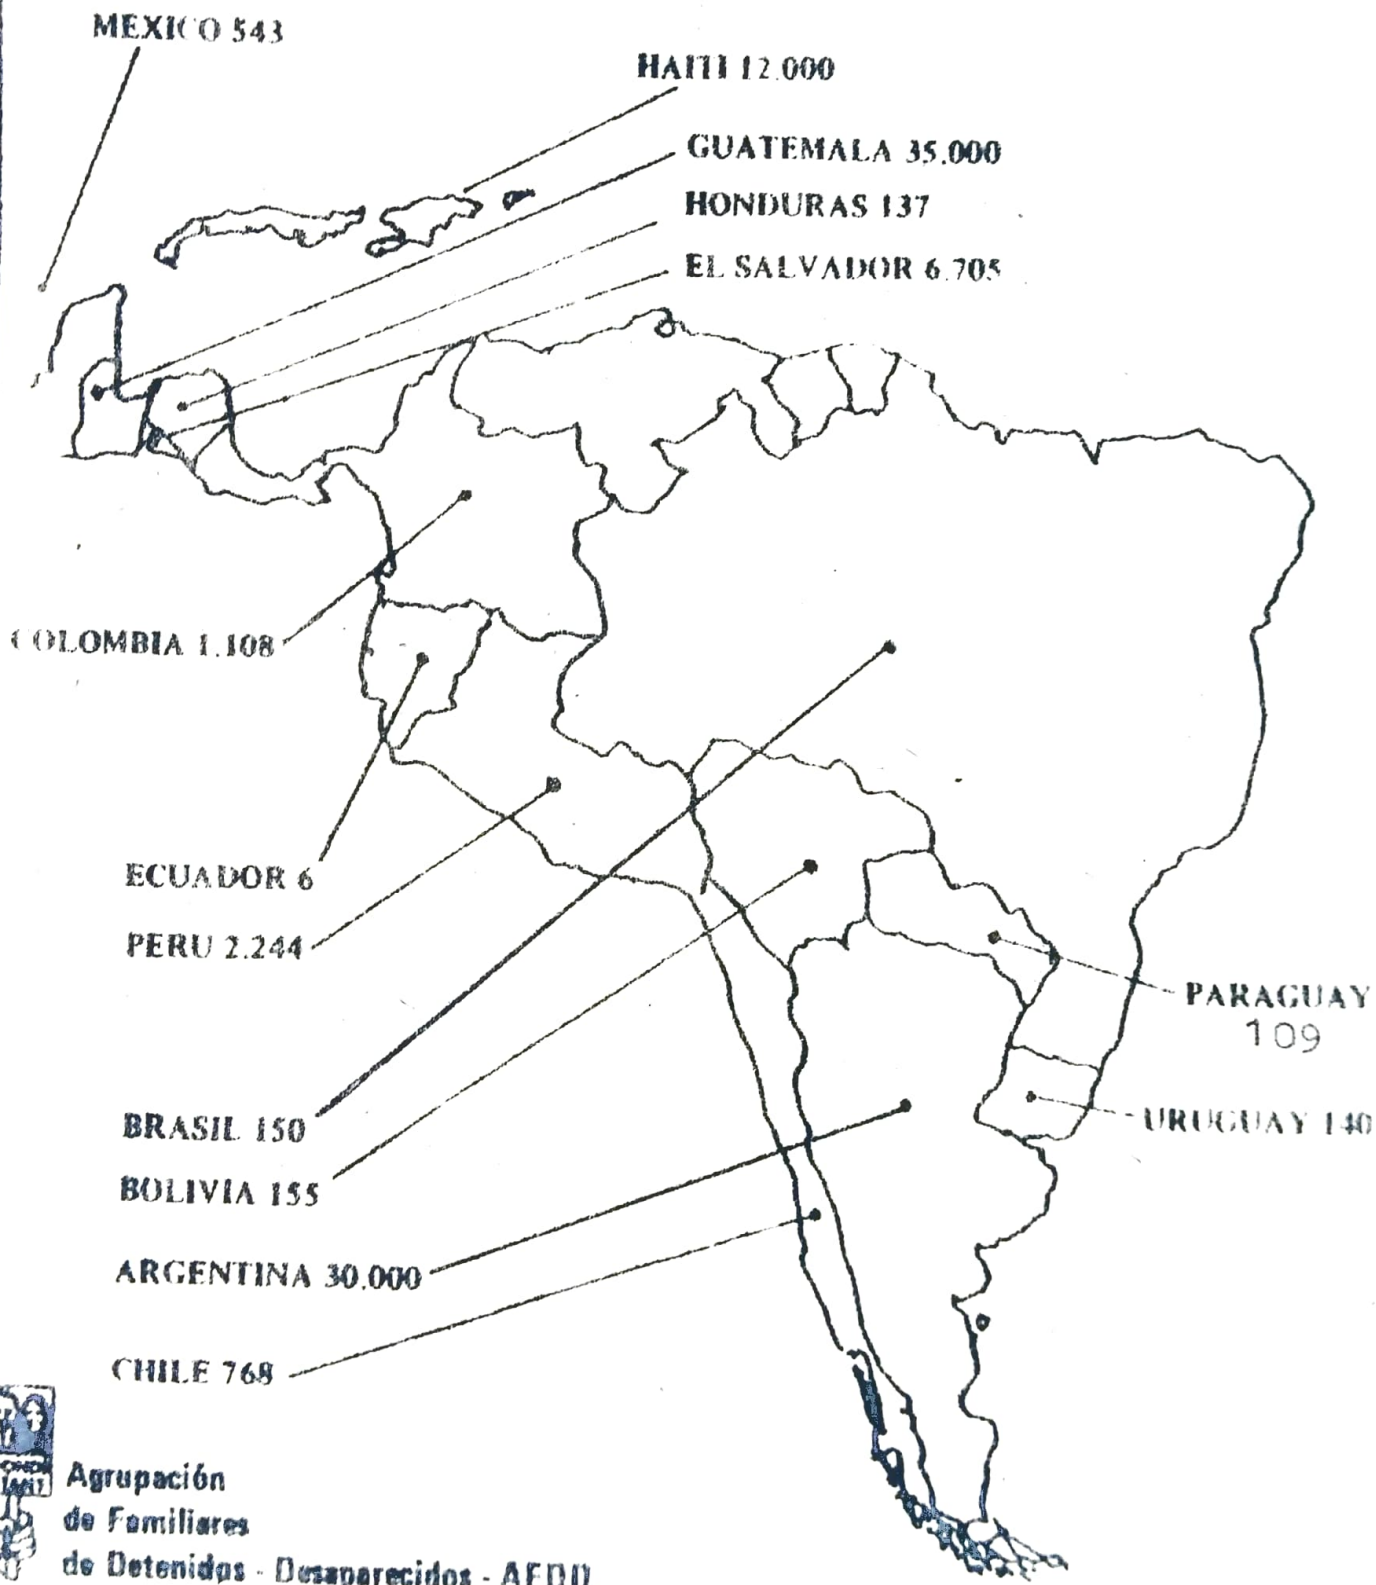 MEXICO 543
HAITI 12.000
GUATEMALA 35.000
HONDURAS 137
EL SALVADOR 6.705
COLOMBIA 1.108
ECUADOR 6
PERU 2.244
PARAGUAY
109
BRASIL 150
URUGUAY 140
BOLIVIA 155
ARGENTINA 30.000
CHILE 768
Agrupación
de Familiares
de Detenidos - Desaparecidos - AFDD